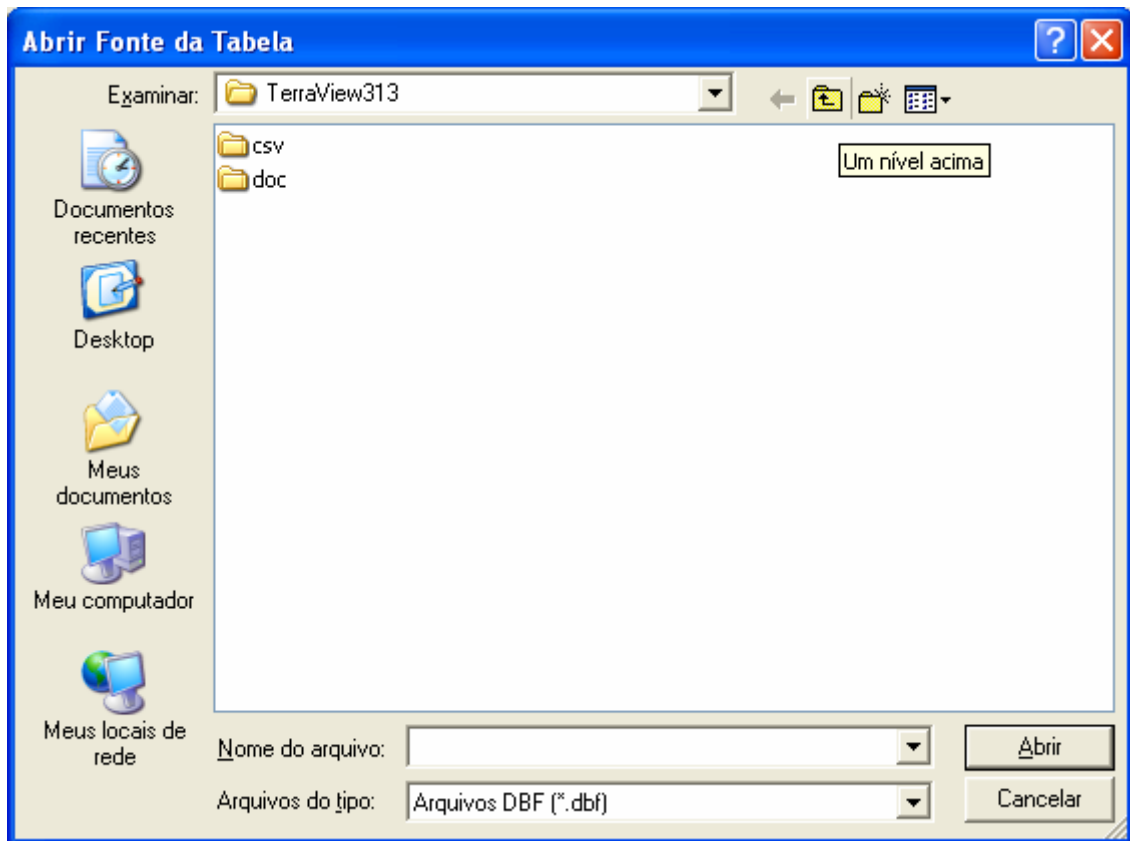 Abrir Fonte da Tabela
Examinar:
TerraView313
csv
doc
Um nível acima
Documentos
recentes
Desktop
Meus
documentos
Meu computador
Meus locais de
rede
Nome do arquivo:
Abrir
Arquivos do tipo:
Arquivos DBF (*.dbf)
Cancelar